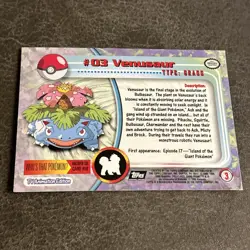 #03 Venusaur
TYPE: GRASS
Description:
Venusaur is the final stage in the evolution of
Bulbasaur. The plant on Venusaur's back
blooms when it is absorbing solar energy and it
is constantly moving to seek sunlight. In "Island
of the Giant Pokémon", Ash and the gang
wind up stranded on an island... but all of
their Pokémon are missing. Pikachu, Squirtle,
Bulbasaur, Charmander and the rest have their
own adventure trying to get back to Ash, Misty
and Brock. During their travels they run into a
monstrous robotic Venusaur!
First appearance: Episode 17—"Island of
the Giant Pokémon"
WHO'S THAT POKÉMON?
TV Animation Edition
Topps
3